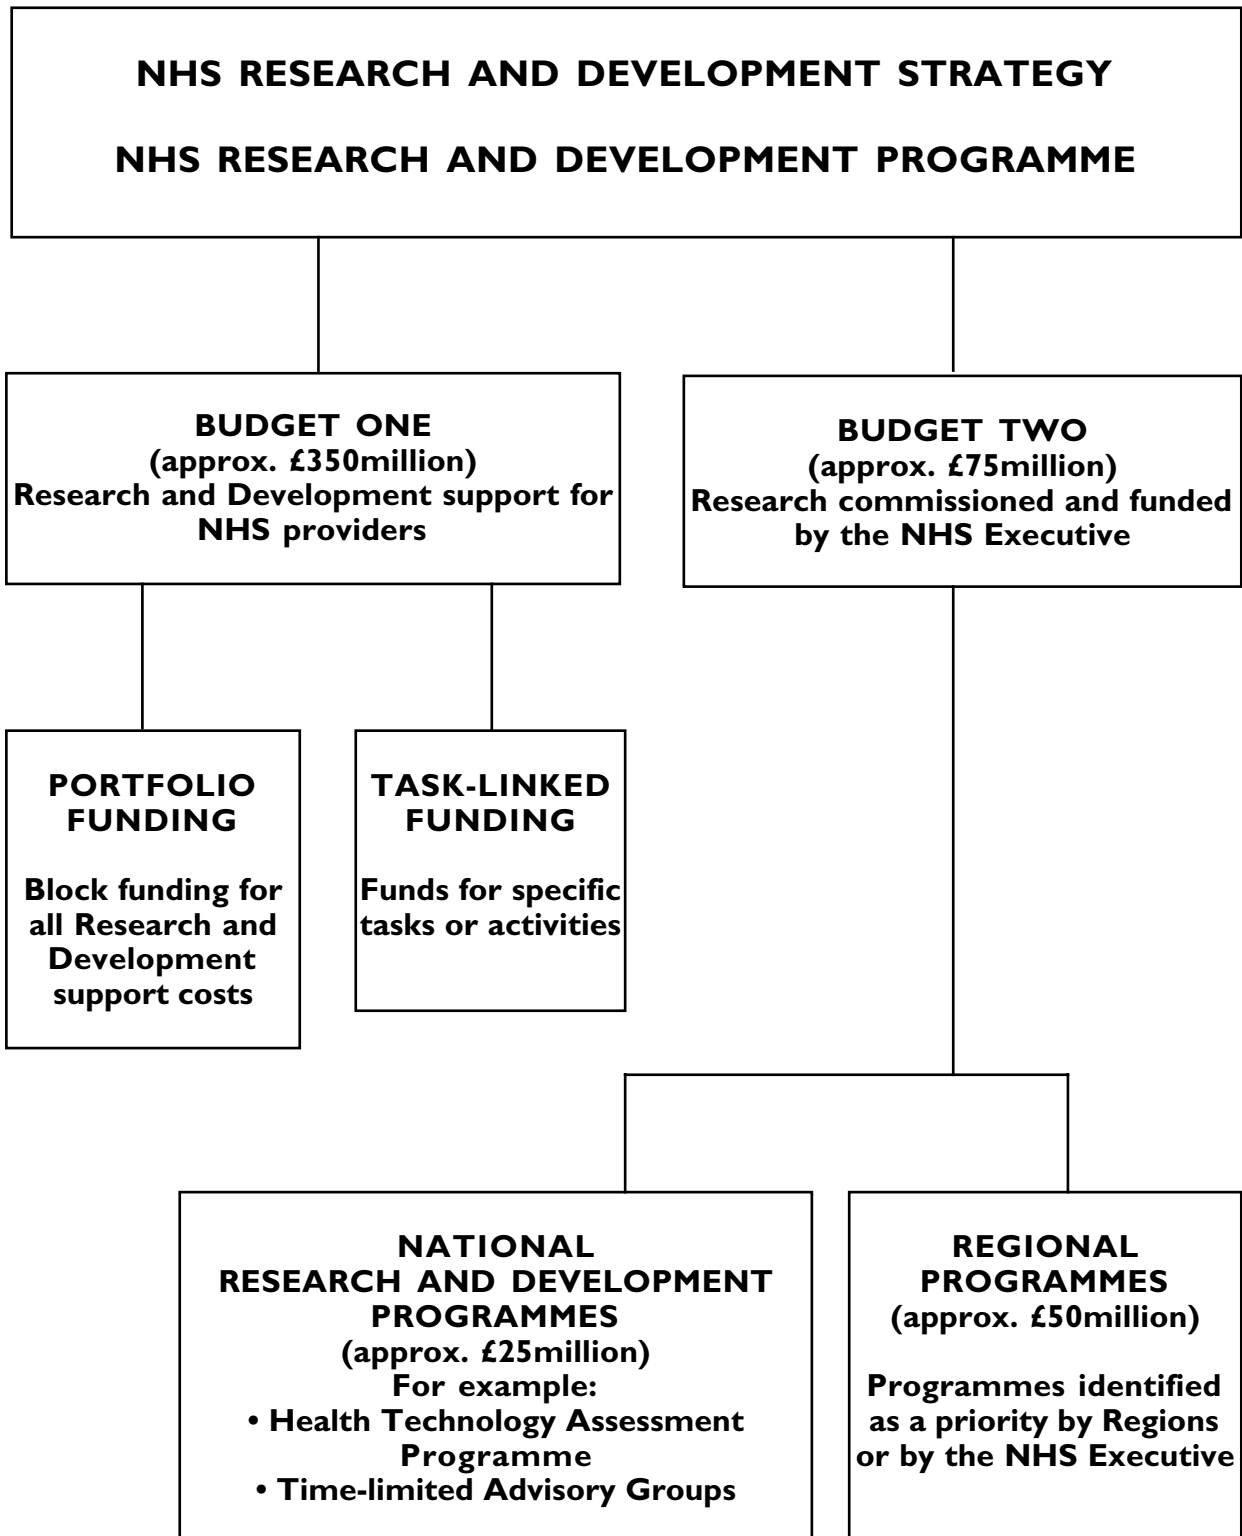 NHS RESEARCH AND DEVELOPMENT STRATEGY
NHS RESEARCH AND DEVELOPMENT PROGRAMME
BUDGET ONE
(approx. £350million)
Research and Development support for
NHS providers
BUDGET TWO
(approx. £75million)
Research commissioned and funded
by the NHS Executive
PORTFOLIO
FUNDING
Block funding for
all Research and
Development
support costs
TASK-LINKED
FUNDING
Funds for specific
tasks or activities
NATIONAL
RESEARCH AND DEVELOPMENT
PROGRAMMES
(approx. £25million)
For example:
• Health Technology Assessment
Programme
• Time-limited Advisory Groups
REGIONAL
PROGRAMMES
(approx. £50million)
Programmes identified
as a priority by Regions
or by the NHS Executive